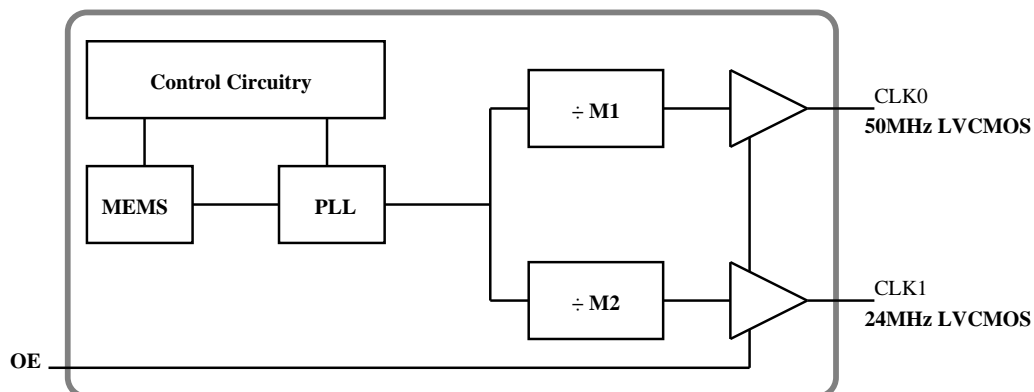 Control Circuitry
÷ M1
CLK0
50MHz LVCMOS
MEMS
PLL
÷ M2
CLK1
24MHz LVCMOS
OE